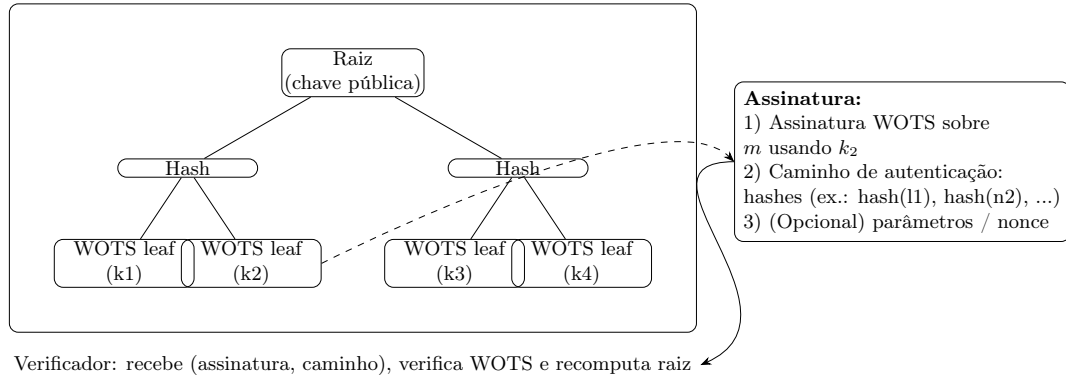 Raiz
(chave pública)
Hash
Hash
WOTS leaf
(k1)
WOTS leaf
(k2)
WOTS leaf
(k3)
WOTS leaf
(k4)
Assinatura:
1) Assinatura WOTS sobre
m usando k₂
2) Caminho de autenticação:
hashes (ex.: hash(l1), hash(n2), ...)
3) (Opcional) parâmetros / nonce
Verificador: recebe (assinatura, caminho), verifica WOTS e recomputa raiz